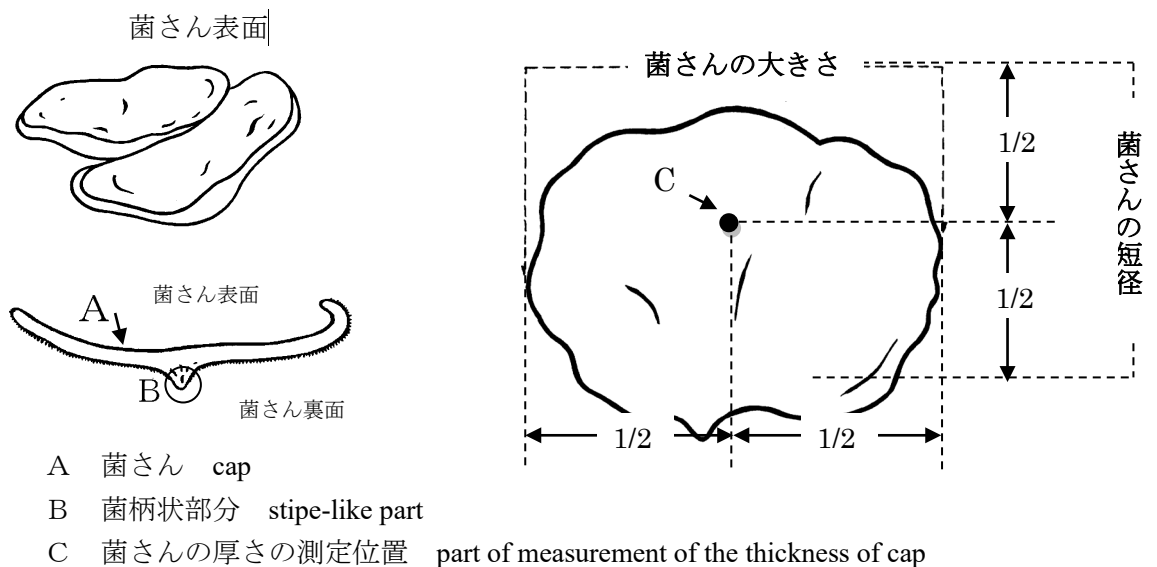 菌さん表面
菌さんの大きさ
1/2
C
菌さんの短径
1/2
菌さん表面
A
B
菌さん裏面
1/2
1/2
A 菌さん cap
B 菌柄状部分 stipe-like part
C 菌さんの厚さの測定位置 part of measurement of the thickness of cap